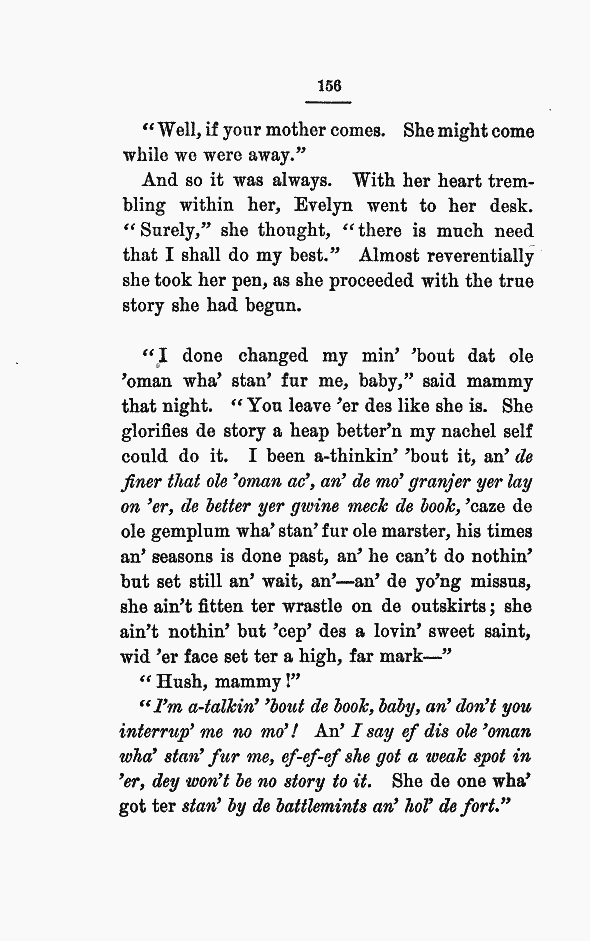 156
“Well, if your mother comes. She might come
while we were away.”
And so it was always. With her heart trem-
bling within her, Evelyn went to her desk.
“Surely,” she thought, “there is much need
that I shall do my best.” Almost reverentially
she took her pen, as she proceeded with the true
story she had begun.
“I done changed my min’ ’bout dat ole
’oman wha’ stan’ fur me, baby,” said mammy
that night. “You leave ’er des like she is. She
glorifies de story a heap better’n my nachel self
could do it. I been a-thinkin’ ’bout it, an’ de
finer that ole ’oman ac’, an’ de mo’ granjer yer lay
on ’er, de better yer gwine meck de book, ’caze de
ole gemplum wha’ stan’ fur ole marster, his times
an’ seasons is done past, an’ he can’t do nothin’
but set still an’ wait, an’—an’ de yo’ng missus,
she ain’t fitten ter wrastle on de outskirts; she
ain’t nothin’ but ’cep’ des a lovin’ sweet saint,
wid ’er face set ter a high, far mark—”
“Hush, mammy!”
“I’m a-talkin’ ’bout de book, baby, an’ don’t you
interrup’ me no mo’! An’ I say ef dis ole ’oman
wha’ stan’ fur me, ef-ef-ef she got a weak spot in
’er, dey won’t be no story to it. She de one wha’
got ter stan’ by de battlemints an’ hol’ de fort.”